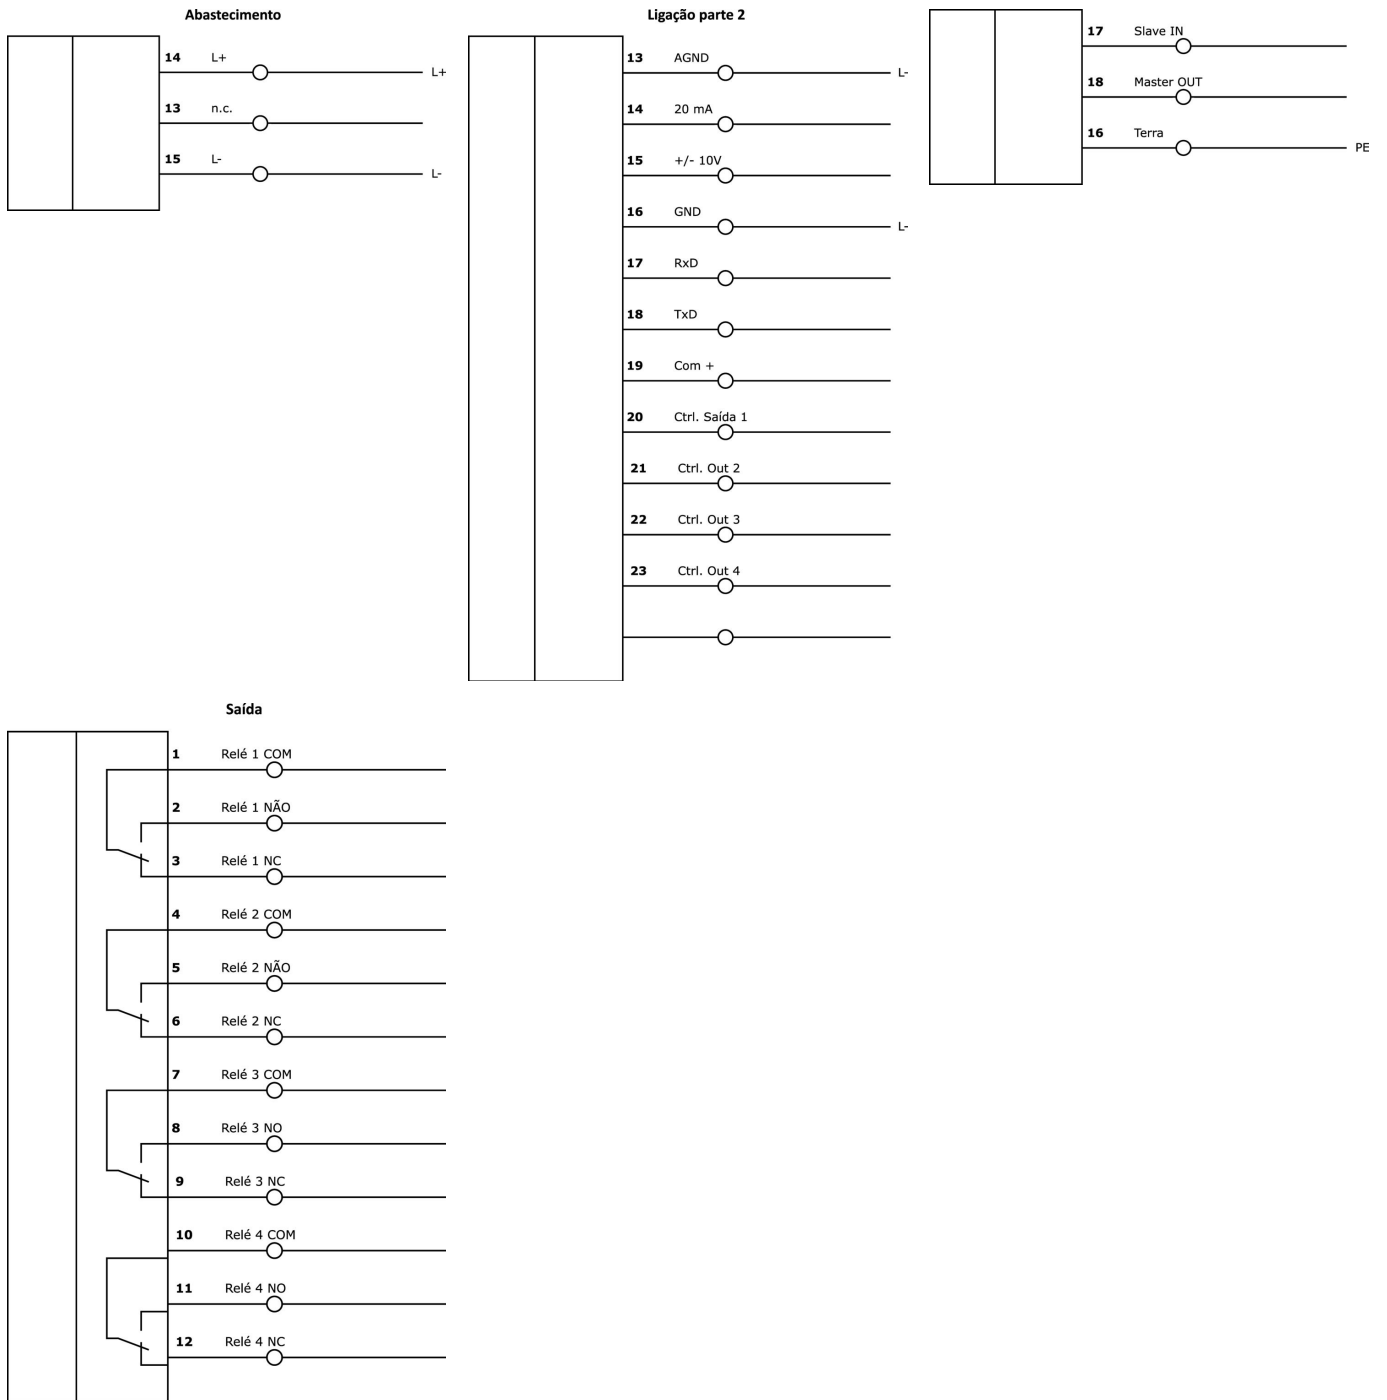 Abastecimento
14 L+
L+
13 n.c.
15 L-
L-
Ligação parte 2
13 AGND
L-
14 20 mA
15 +/- 10V
16 GND
L-
17 RxD
18 TxD
19 Com +
20 Ctrl. Saída 1
21 Ctrl. Out 2
22 Ctrl. Out 3
23 Ctrl. Out 4
17 Slave IN
18 Master OUT
16 Terra
PE
Saída
1 Relé 1 COM
2 Relé 1 NÃO
3 Relé 1 NC
4 Relé 2 COM
5 Relé 2 NÃO
6 Relé 2 NC
7 Relé 3 COM
8 Relé 3 NO
9 Relé 3 NC
10 Relé 4 COM
11 Relé 4 NO
12 Relé 4 NC